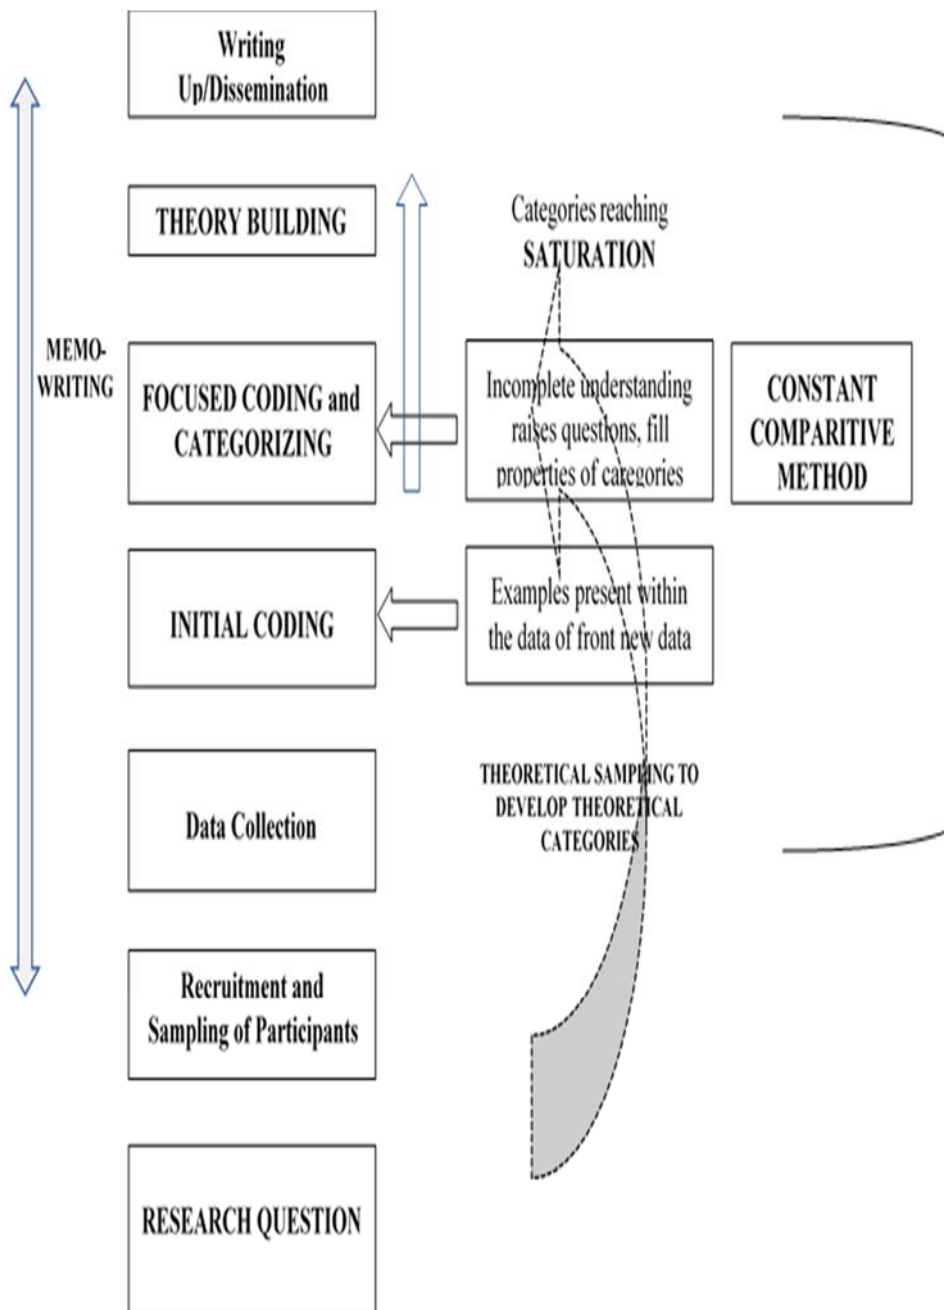 Writing
Up/Dissemination
THEORY BUILDING
Categories reaching
SATURATION
MEMO-
WRITING
FOCUSED CODING and
CATEGORIZING
Incomplete understanding
raises questions, fill
properties of categories
CONSTANT
COMPARITIVE
METHOD
INITIAL CODING
Examples present within
the data of front new data
THEORETICAL SAMPLING TO
DEVELOP THEORETICAL
CATEGORIES
Data Collection
Recruitment and
Sampling of Participants
RESEARCH QUESTION